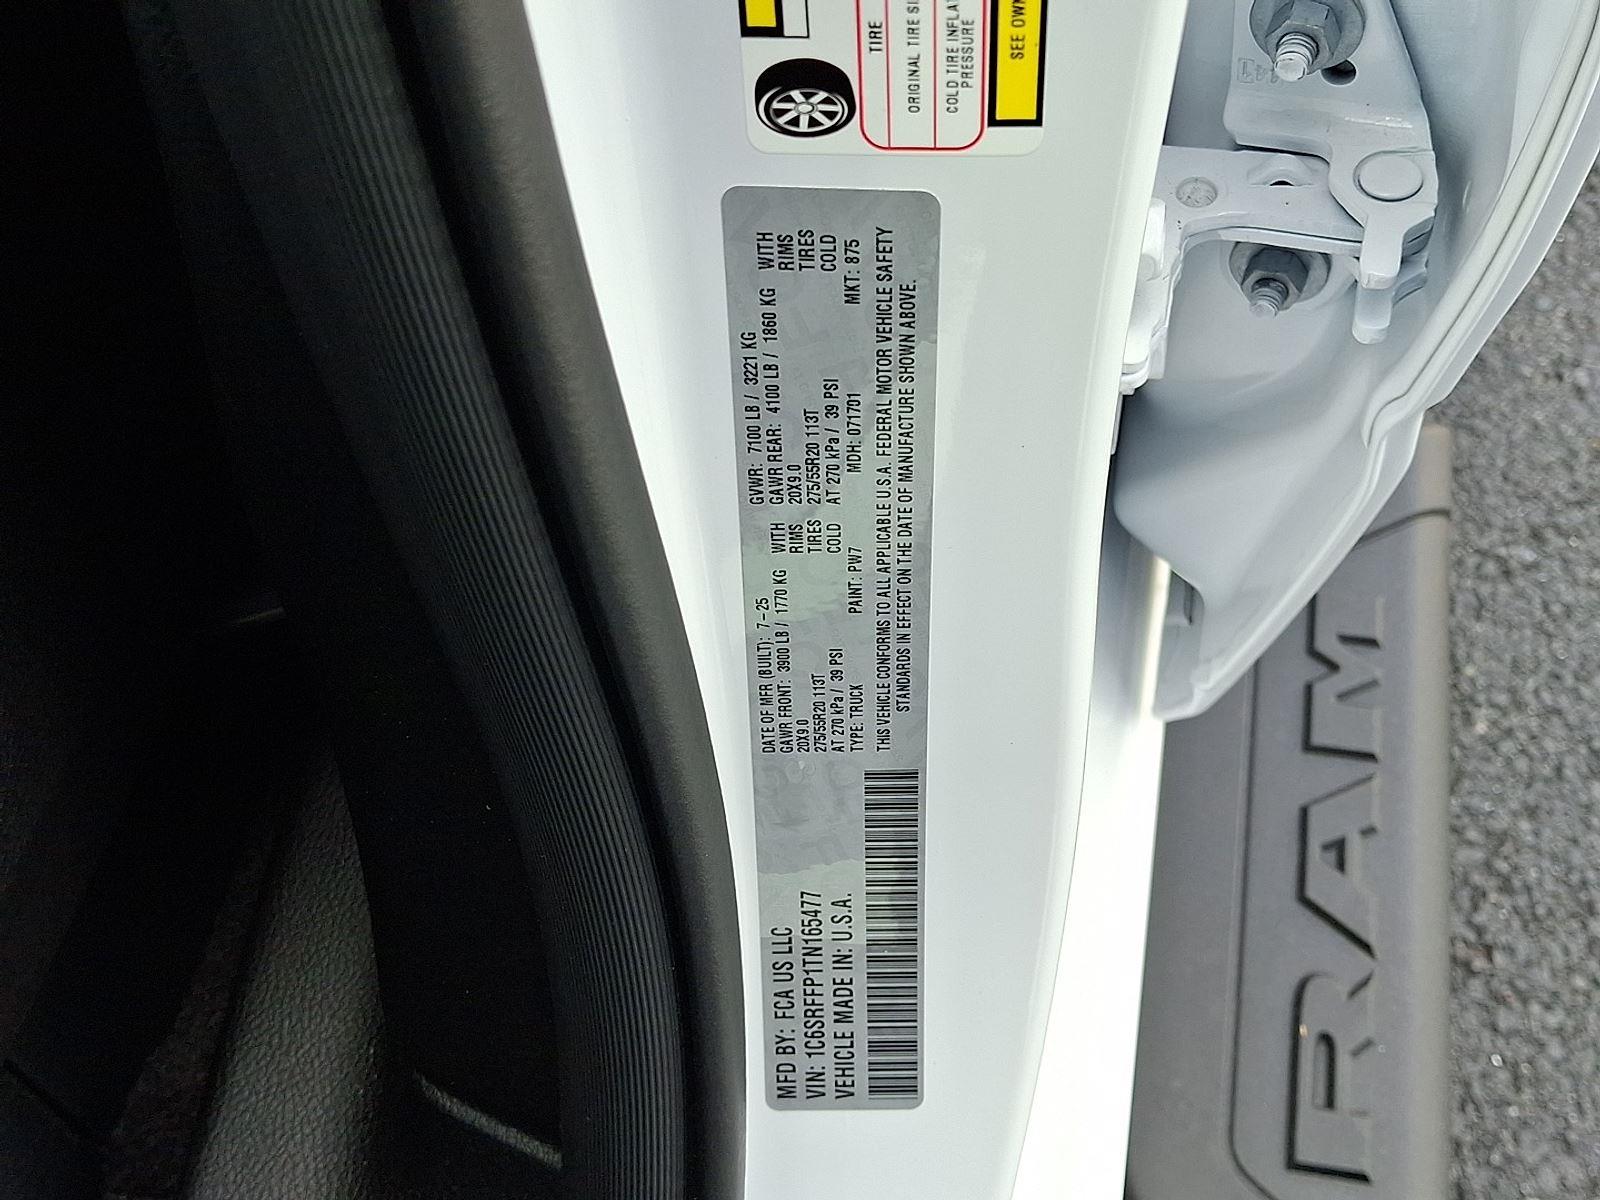 MFD BY: FCA US LLC
VIN: 1C6SRFFP1TN165477
VEHICLE MADE IN: U.S.A.
DATE OF MFR (BUILT): 7-25 GVWR: 7100 LB / 3221 KG
GAWR FRONT: 3900 LB / 1770 KG WITH GAWR REAR: 4100 LB / 1860 KG WITH
20X9.0 RIMS 20X9.0 RIMS
275/55R20 113T TIRES 275/55R20 113T TIRES
AT 270 kPa / 39 PSI COLD AT 270 kPa / 39 PSI COLD
TYPE: TRUCK PAINT: PW7 MDH: 071701 MKT: 875
THIS VEHICLE CONFORMS TO ALL APPLICABLE U.S.A. FEDERAL MOTOR VEHICLE SAFETY
STANDARDS IN EFFECT ON THE DATE OF MANUFACTURE SHOWN ABOVE.
TIRE
ORIGINAL TIRE
COLD TIRE
PRESSURE
SEE
RAM